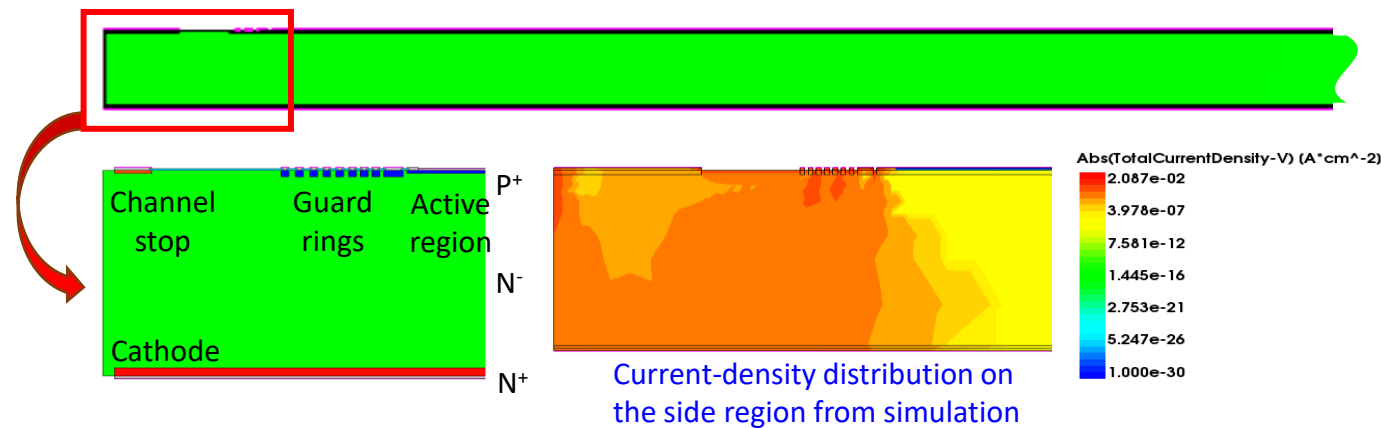 Abs(TotalCurrentDensity-V) [A*cm^-2]
2.087e-02
3.978e-07
7.581e-12
1.445e-16
2.753e-21
5.247e-26
1.000e-30
Channel
stop
Guard
rings
Active
region
P+
N-
Cathode
N+
Current-density distribution on
the side region from simulation